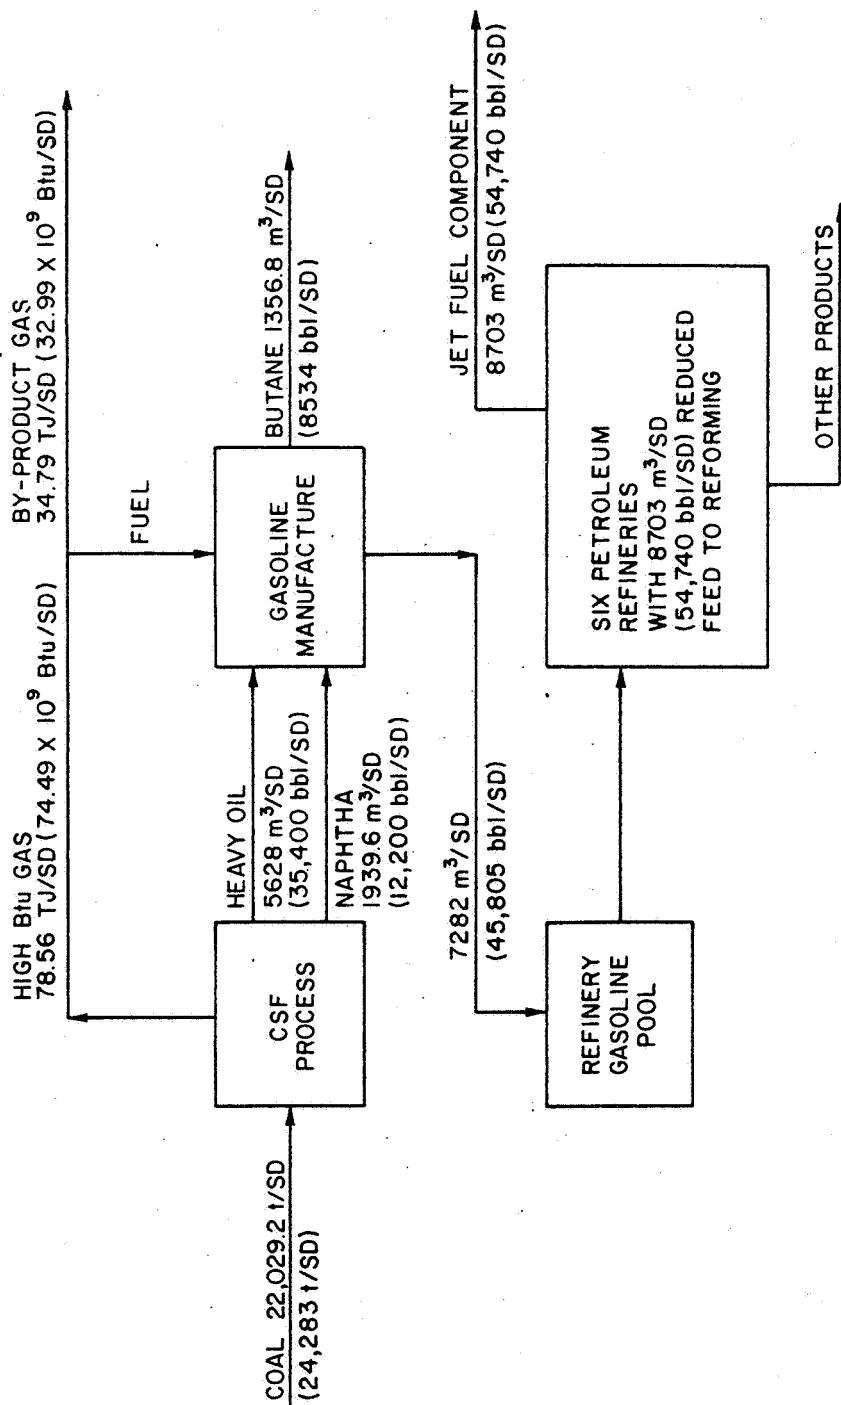 HIGH Btu GAS
78.56 TJ/SD (74.49 X 10⁹ Btu/SD)
BY-PRODUCT GAS
34.79 TJ/SD (32.99 X 10⁹ Btu/SD)
FUEL
COAL 22,029.2 t/SD
(24,283 t/SD)
CSF
PROCESS
HEAVY OIL
5628 m³/SD
(35,400 bbl/SD)
NAPHTHA
1939.6 m³/SD
(12,200 bbl/SD)
GASOLINE
MANUFACTURE
BUTANE 1356.8 m³/SD
(8534 bbl/SD)
7282 m³/SD
(45,805 bbl/SD)
REFINERY
GASOLINE
POOL
SIX PETROLEUM
REFINERIES
WITH 8703 m³/SD
(54,740 bbl/SD) REDUCED
FEED TO REFORMING
JET FUEL COMPONENT
8703 m³/SD (54,740 bbl/SD)
OTHER PRODUCTS